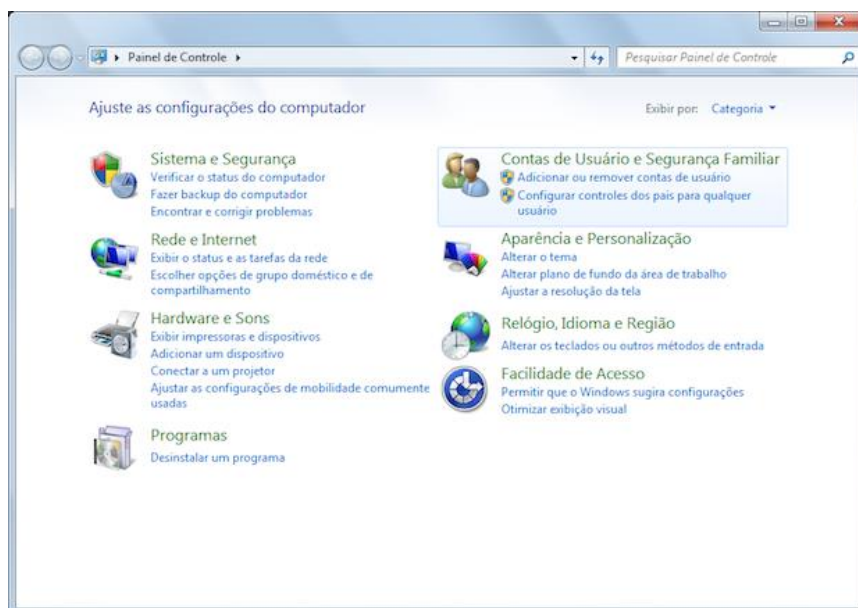 Painel de Controle
Pesquisar Painel de Controle
Ajuste as configurações do computador
Exibir por: Categoria
Sistema e Segurança
Verificar o status do computador
Fazer backup do computador
Encontrar e corrigir problemas
Rede e Internet
Exibir o status e as tarefas da rede
Escolher opções de grupo doméstico e de
compartilhamento
Hardware e Sons
Exibir impressoras e dispositivos
Adicionar um dispositivo
Conectar a um projetor
Ajustar as configurações de mobilidade comumente
usadas
Programas
Desinstalar um programa
Contas de Usuário e Segurança Familiar
Adicionar ou remover contas de usuário
Configurar controles dos pais para qualquer
usuário
Aparência e Personalização
Alterar o tema
Alterar plano de fundo da área de trabalho
Ajustar a resolução da tela
Relógio, Idioma e Região
Alterar os teclados ou outros métodos de entrada
Facilidade de Acesso
Permitir que o Windows sugira configurações
Otimizar exibição visual